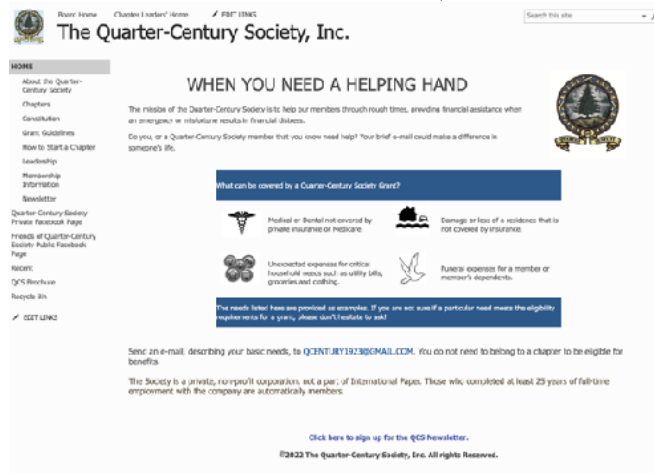 Board Home Chapter Leaders' Home EDIT LINKS
Search this site
The Quarter-Century Society, Inc.
HOME
About the Quarter-
Century Society
Chapters
Constitution
Grant Guidelines
How to Start a Chapter
Leadership
Membership
Information
Newsletter
Quarter-Century Society
Private Facebook Page
Friends of Quarter-Century
Society Public Facebook
Page
Recent
QCS Brochure
Recycle Bin
EDIT LINKS
WHEN YOU NEED A HELPING HAND
The mission of the Quarter-Century Society is to help our members through rough times, providing financial assistance when
an emergency or misfortune results in financial distress.
Do you, or a Quarter-Century Society member that you know need help? Your brief e-mail could make a difference in
someone's life.
What can be covered by a Quarter-Century Society Grant?
Medical or Dental not covered by
private insurance or Medicare.
Damage or loss of a residence that is
not covered by insurance.
Unexpected expenses for critical
household needs such as utility bills,
groceries and clothing.
Funeral expenses for a member or
member's dependents.
The needs listed here are provided as examples. If you are not sure if a particular need meets the eligibility
requirements for a grant, please don't hesitate to ask!
Send an e-mail, describing your basic needs, to QCENTURY1923@GMAIL.COM. You do not need to belong to a chapter to be eligible for
benefits
The Society is a private, non-profit corporation, not a part of International Paper. Those who completed at least 25 years of full-time
employment with the company are automatically members.
Click here to sign up for the QCS Newsletter.
©2022 The Quarter-Century Society, Inc. All rights Reserved.